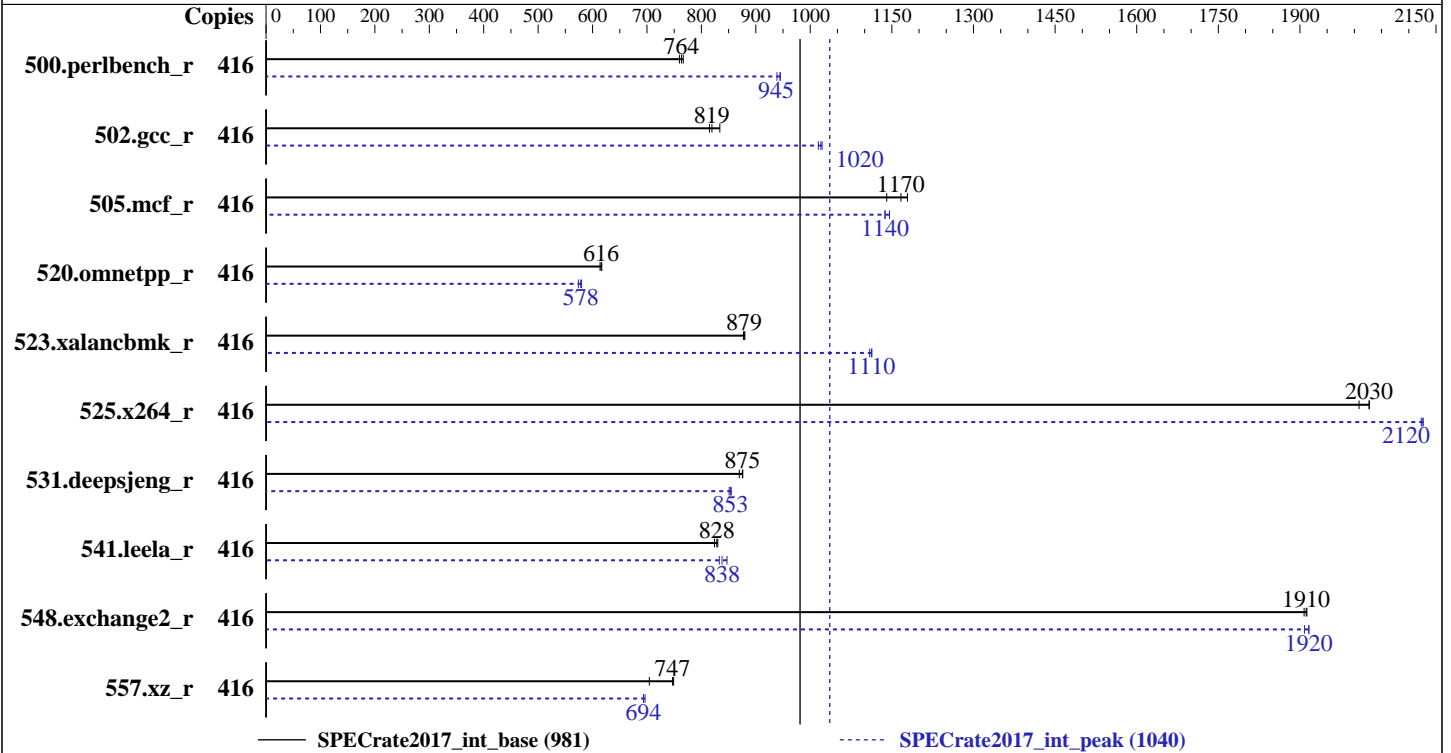 Copies 0 100 200 300 400 500 600 700 800 900 1000 1150 1300 1450 1600 1750 1900 2150
764
500.perlbench_r 416
945
819
502.gcc_r 416
1020
1170
505.mcf_r 416
1140
616
520.omnetpp_r 416
578
879
523.xalancbmk_r 416
1110
2030
525.x264_r 416
2120
875
531.deepsjeng_r 416
853
828
541.leela_r 416
838
1910
548.exchange2_r 416
1920
747
557.xz_r 416
694
SPECrate2017_int_base (981) SPECrate2017_int_peak (1040)